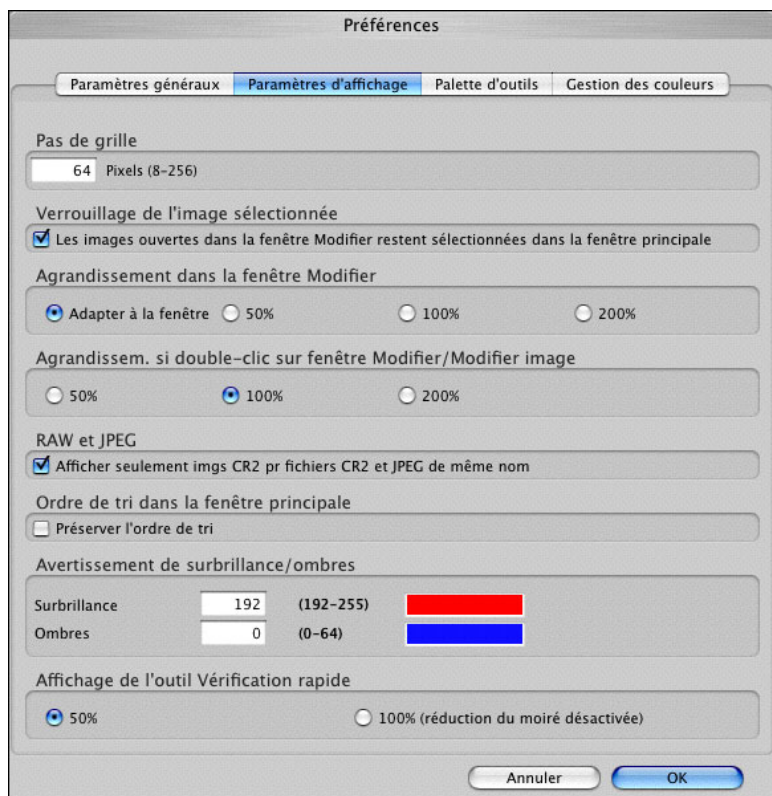 Préférences
Paramètres généraux Paramètres d'affichage Palette d'outils Gestion des couleurs
Pas de grille
64 Pixels (8-256)
Verrouillage de l'image sélectionnée
Les images ouvertes dans la fenêtre Modifier restent sélectionnées dans la fenêtre principale
Agrandissement dans la fenêtre Modifier
Adapter à la fenêtre 50% 100% 200%
Agrandissem. si double-clic sur fenêtre Modifier/Modifier image
50% 100% 200%
RAW et JPEG
Afficher seulement imgs CR2 pr fichiers CR2 et JPEG de même nom
Ordre de tri dans la fenêtre principale
Préserver l'ordre de tri
Avertissement de surbrillance/ombres
Surbrillance 192 (192-255)
Ombres 0 (0-64)
Affichage de l'outil Vérification rapide
50% 100% (réduction du moiré désactivée)
Annuler OK